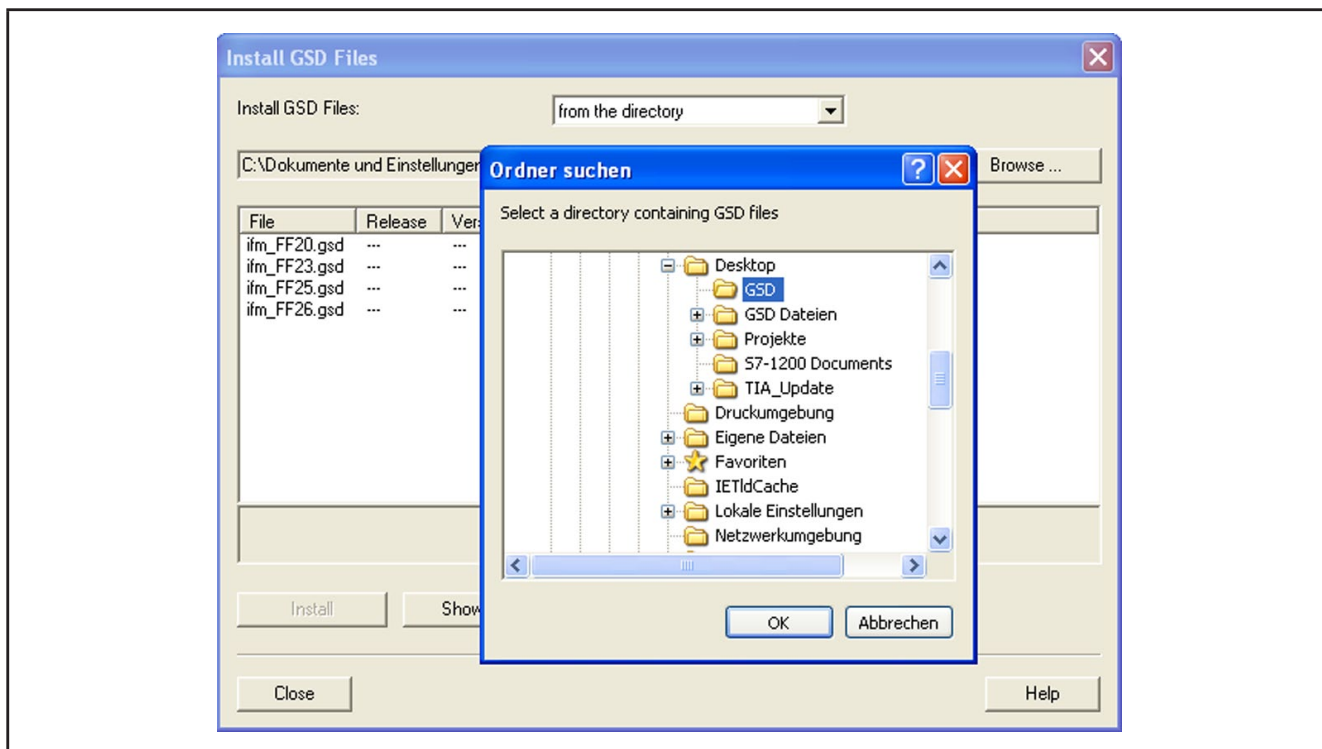 Install GSD Files
Install GSD Files: from the directory
C:\Dokumente und Einstellungen Browse ...
File Release Vers
ifm_FF20.gsd --- ---
ifm_FF23.gsd --- ---
ifm_FF25.gsd --- ---
ifm_FF26.gsd --- ---
Install Show
Close Help
Ordner suchen
Select a directory containing GSD files
Desktop
GSD
GSD Dateien
Projekte
S7-1200 Documents
TIA_Update
Druckumgebung
Eigene Dateien
Favoriten
IETldCache
Lokale Einstellungen
Netzwerkumgebung
OK Abbrechen